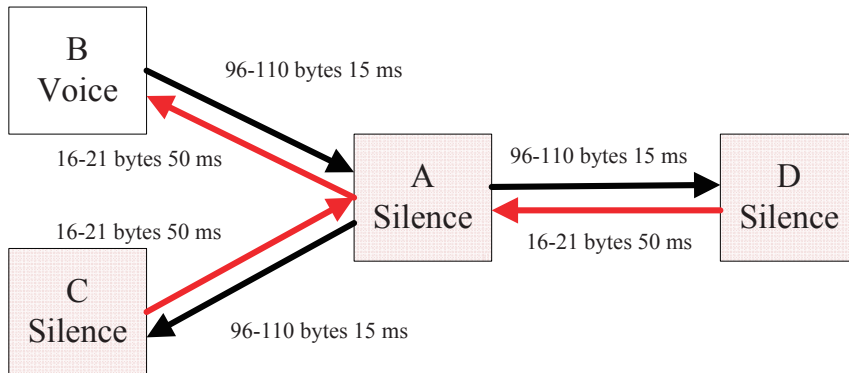 B
Voice
96-110 bytes 15 ms
16-21 bytes 50 ms
A
Silence
96-110 bytes 15 ms
D
Silence
16-21 bytes 50 ms
16-21 bytes 50 ms
C
Silence
96-110 bytes 15 ms